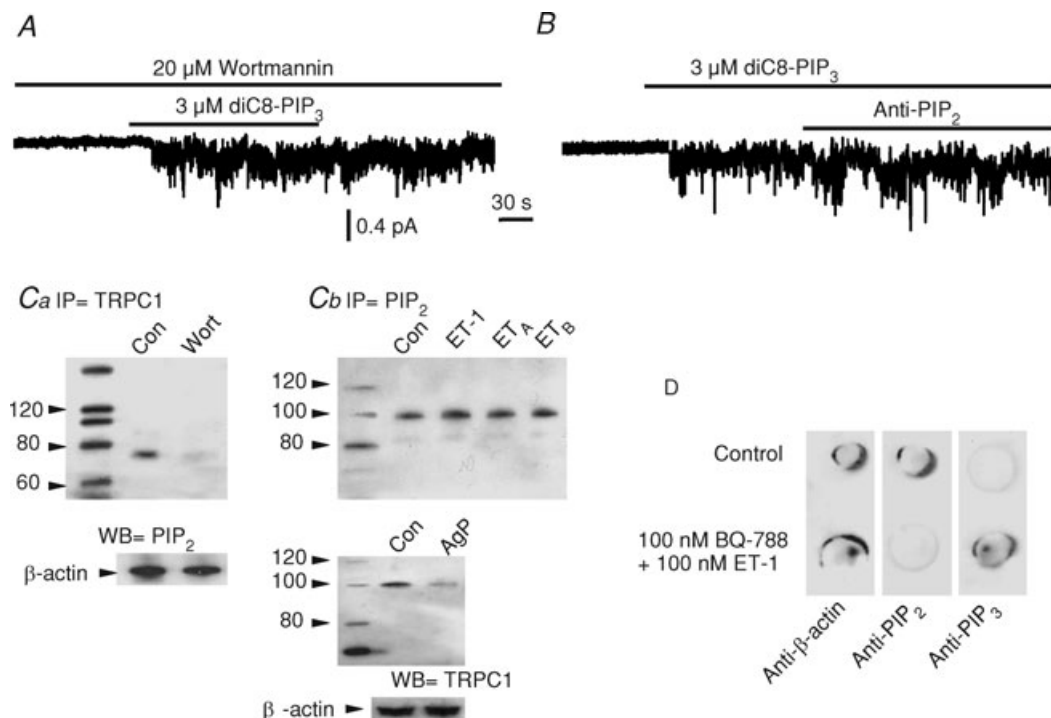 A
20 µM Wortmannin
3 µM diC8-PIP3
0.4 pA
30 s
B
3 µM diC8-PIP3
Anti-PIP2
Ca IP= TRPC1
Con Wort
120
80
60
WB= PIP2
β-actin
Cb IP= PIP2
Con ET-1 ETA ETB
120
100
80
Con AgP
120
100
80
WB= TRPC1
β -actin
D
Control
100 nM BQ-788
+ 100 nM ET-1
Anti-β-actin Anti-PIP2 Anti-PIP3